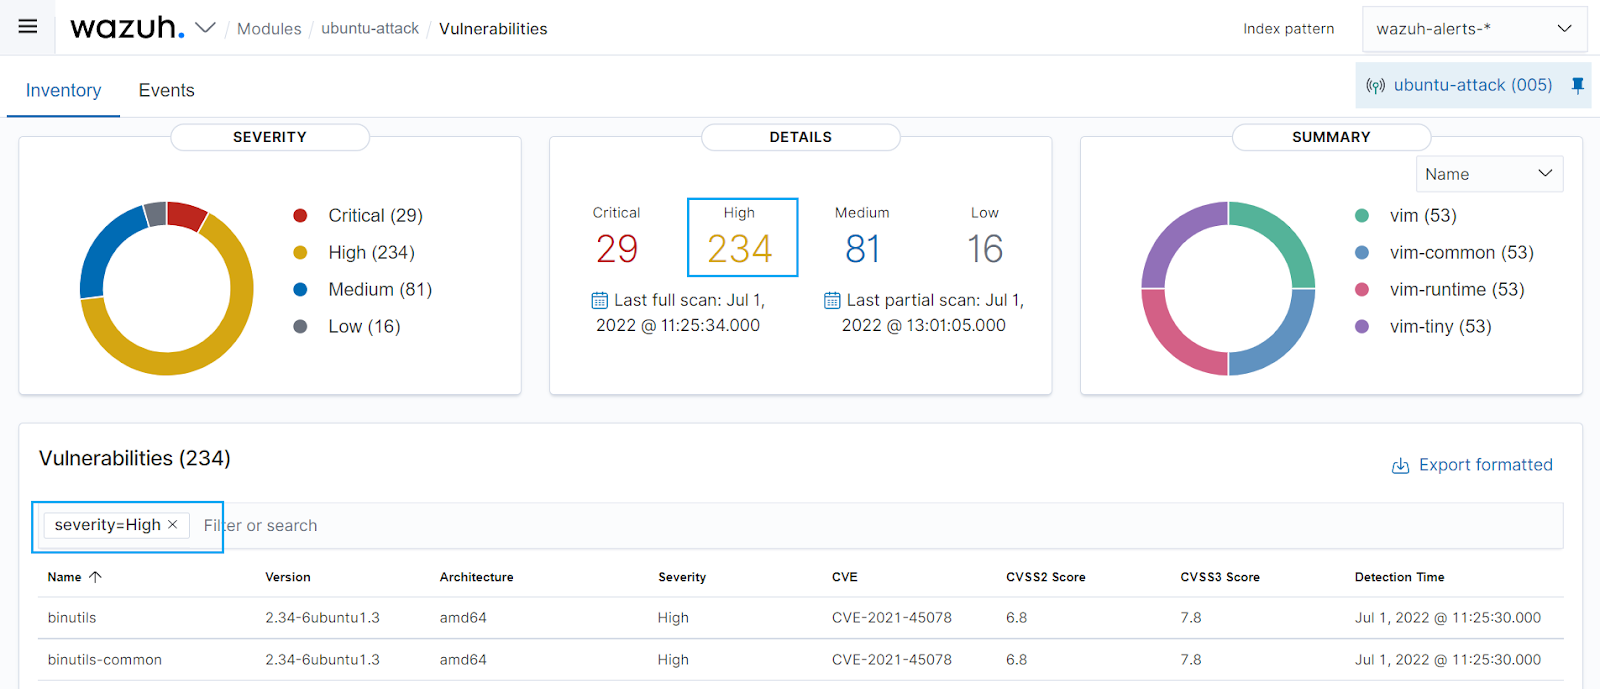 wazuh. / Modules / ubuntu-attack / Vulnerabilities
Index pattern
wazuh-alerts-*
Inventory
Events
ubuntu-attack (005)
SEVERITY
Critical (29)
High (234)
Medium (81)
Low (16)
DETAILS
Critical
29
High
234
Medium
81
Low
16
Last full scan: Jul 1,
2022 @ 11:25:34.000
Last partial scan: Jul 1,
2022 @ 13:01:05.000
SUMMARY
Name
vim (53)
vim-common (53)
vim-runtime (53)
vim-tiny (53)
Vulnerabilities (234)
Export formatted
severity=High × Filter or search
Name ↑ Version Architecture Severity CVE CVSS2 Score CVSS3 Score Detection Time
binutils 2.34-6ubuntu1.3 amd64 High CVE-2021-45078 6.8 7.8 Jul 1, 2022 @ 11:25:30.000
binutils-common 2.34-6ubuntu1.3 amd64 High CVE-2021-45078 6.8 7.8 Jul 1, 2022 @ 11:25:30.000